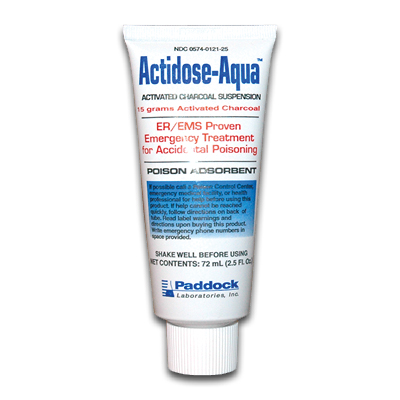 NDC 0574-0121-25
Actidose-Aqua™
ACTIVATED CHARCOAL SUSPENSION
15 grams Activated Charcoal
ER/EMS Proven
Emergency Treatment
for Accidental Poisoning
POISON ADSORBENT
If possible call a Poison Control Center,
emergency medical facility, or health
professional for help before using this
product. If help cannot be reached
quickly, follow directions on back of
tube. Read label warnings and
directions upon buying this product.
Write emergency phone numbers in
space provided.
SHAKE WELL BEFORE USING
NET CONTENTS: 72 mL (2.5 FL Oz.)
Paddock
Laboratories, Inc.